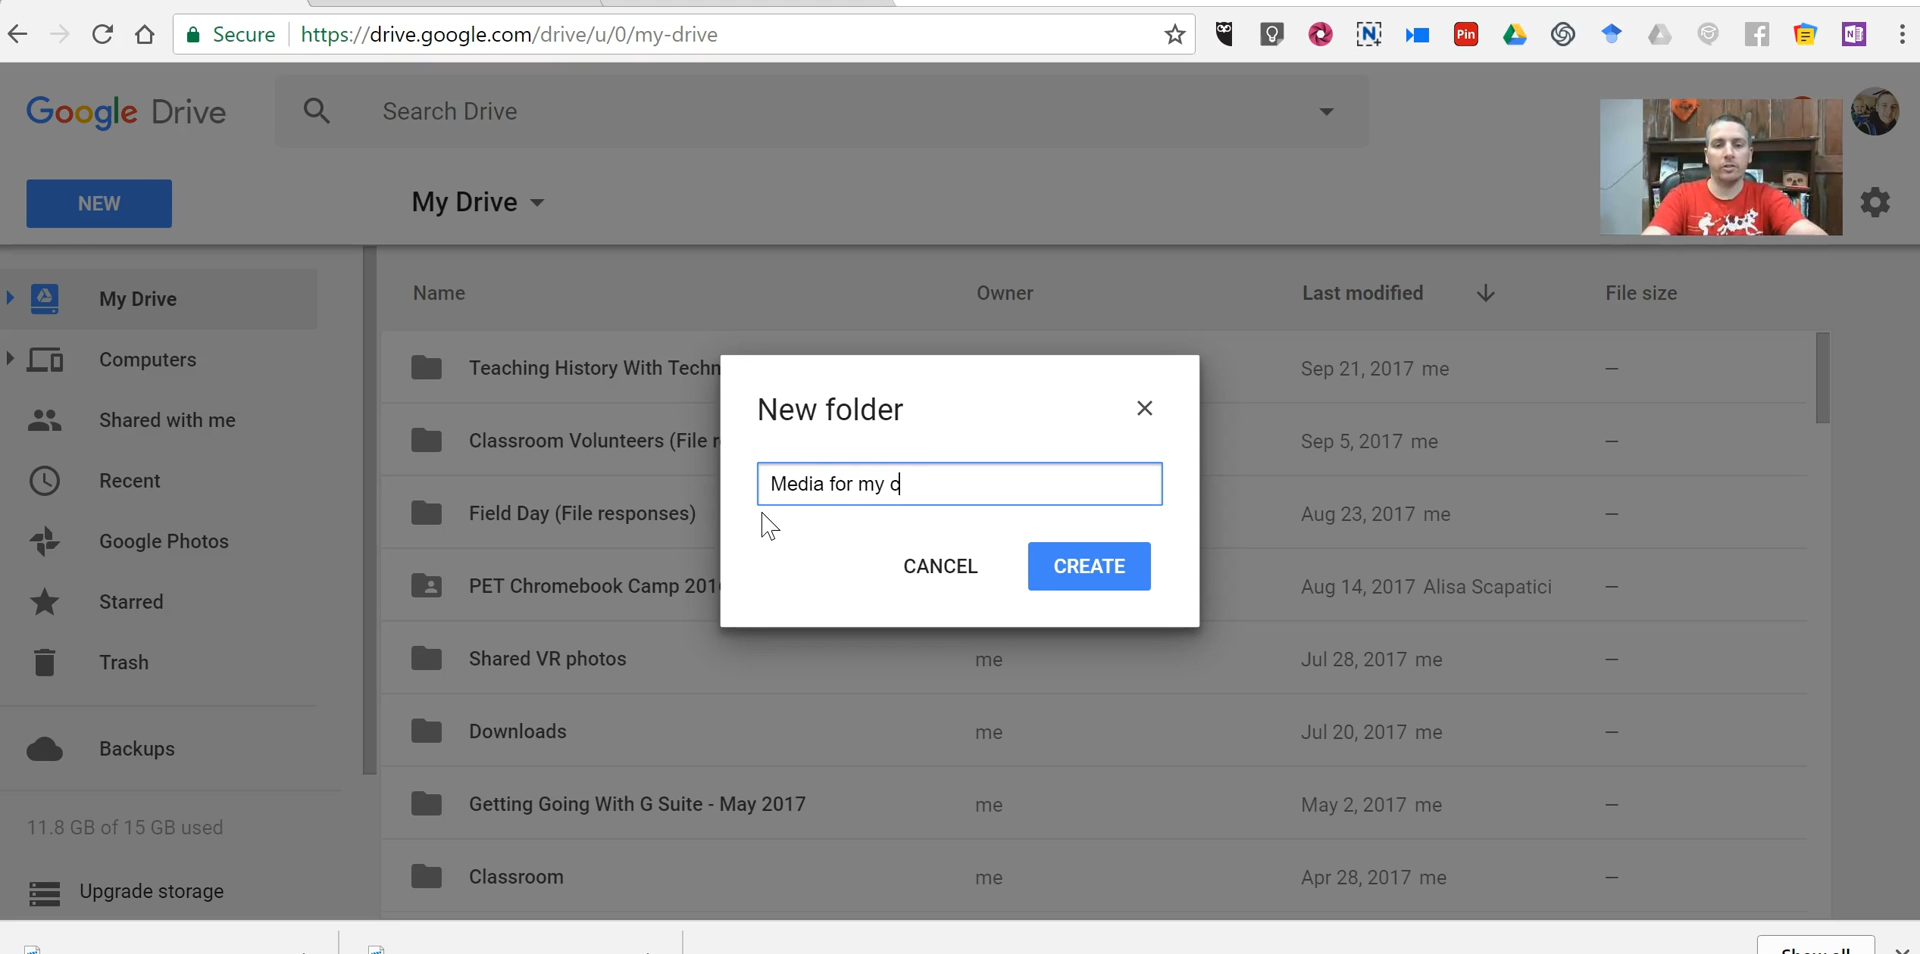 Secure https://drive.google.com/drive/u/0/my-drive
Pin
N
Google Drive Search Drive
NEW My Drive
My Drive
Computers
Shared with me
Recent
Google Photos
Starred
Trash
Backups
11.8 GB of 15 GB used
Upgrade storage
Name Owner Last modified File size
Teaching History With Techn Sep 21, 2017 me –
Classroom Volunteers (File r Sep 5, 2017 me –
Field Day (File responses) Aug 23, 2017 me –
PET Chromebook Camp 201 Aug 14, 2017 Alisa Scapatici –
Shared VR photos me Jul 28, 2017 me –
Downloads me Jul 20, 2017 me –
Getting Going With G Suite - May 2017 me May 2, 2017 me –
Classroom me Apr 28, 2017 me –
New folder
Media for my c
CANCEL CREATE
Show all